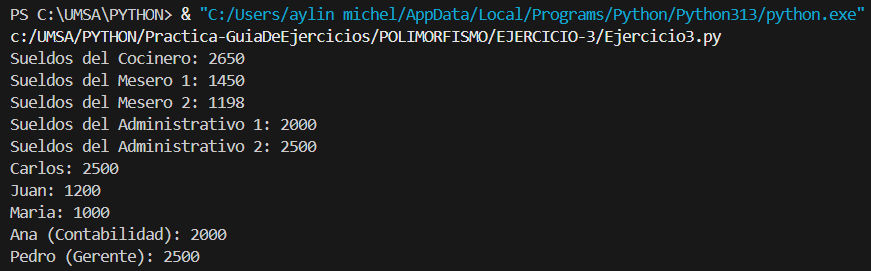 PS C:\UMSA\PYTHON> & "C:/Users/aylin michel/AppData/Local/Programs/Python/Python313/python.exe"
c:/UMSA/PYTHON/Practica-GuiaDeEjercicios/POLIMORFISMO/EJERCICIO-3/Ejercicio3.py
Sueldos del Cocinero: 2650
Sueldos del Mesero 1: 1450
Sueldos del Mesero 2: 1198
Sueldos del Administrativo 1: 2000
Sueldos del Administrativo 2: 2500
Carlos: 2500
Juan: 1200
Maria: 1000
Ana (Contabilidad): 2000
Pedro (Gerente): 2500